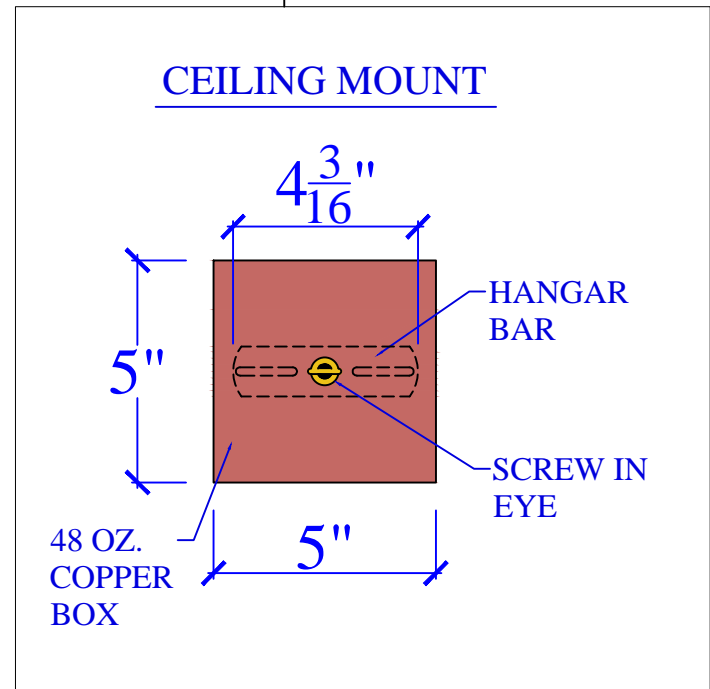 CEILING MOUNT
4 3/16"
HANGAR
BAR
5"
SCREW IN
EYE
48 OZ.
COPPER
BOX
5"